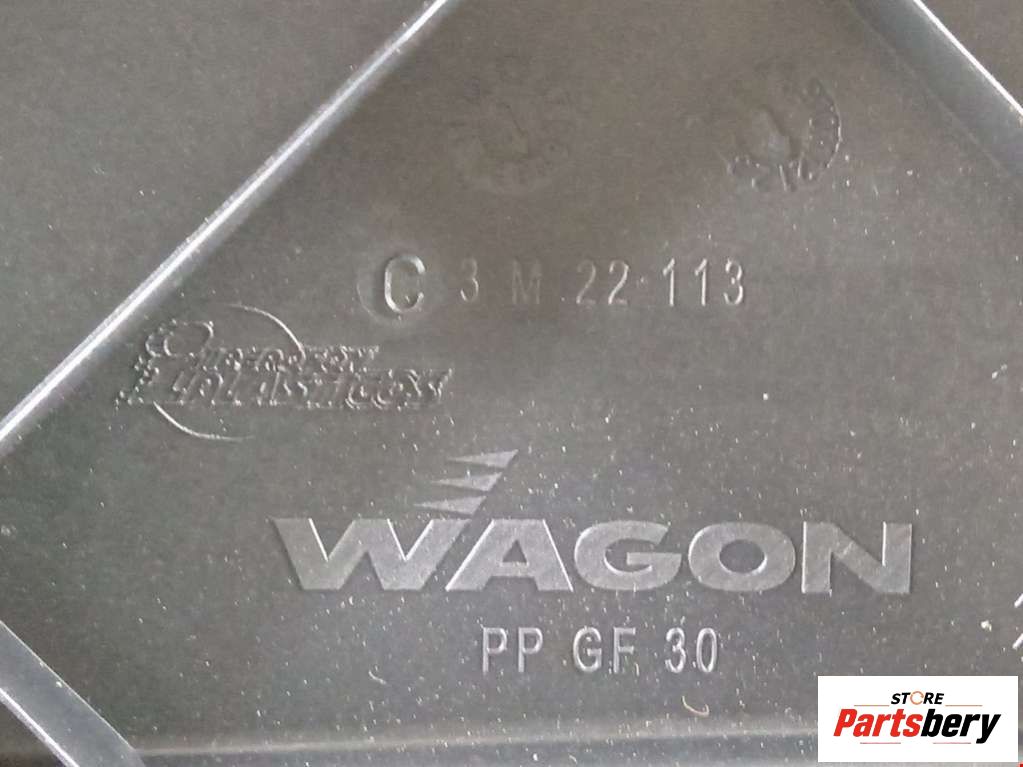 C 3 M 22 113
WAGON
PP GF 30
STORE
Partsbery